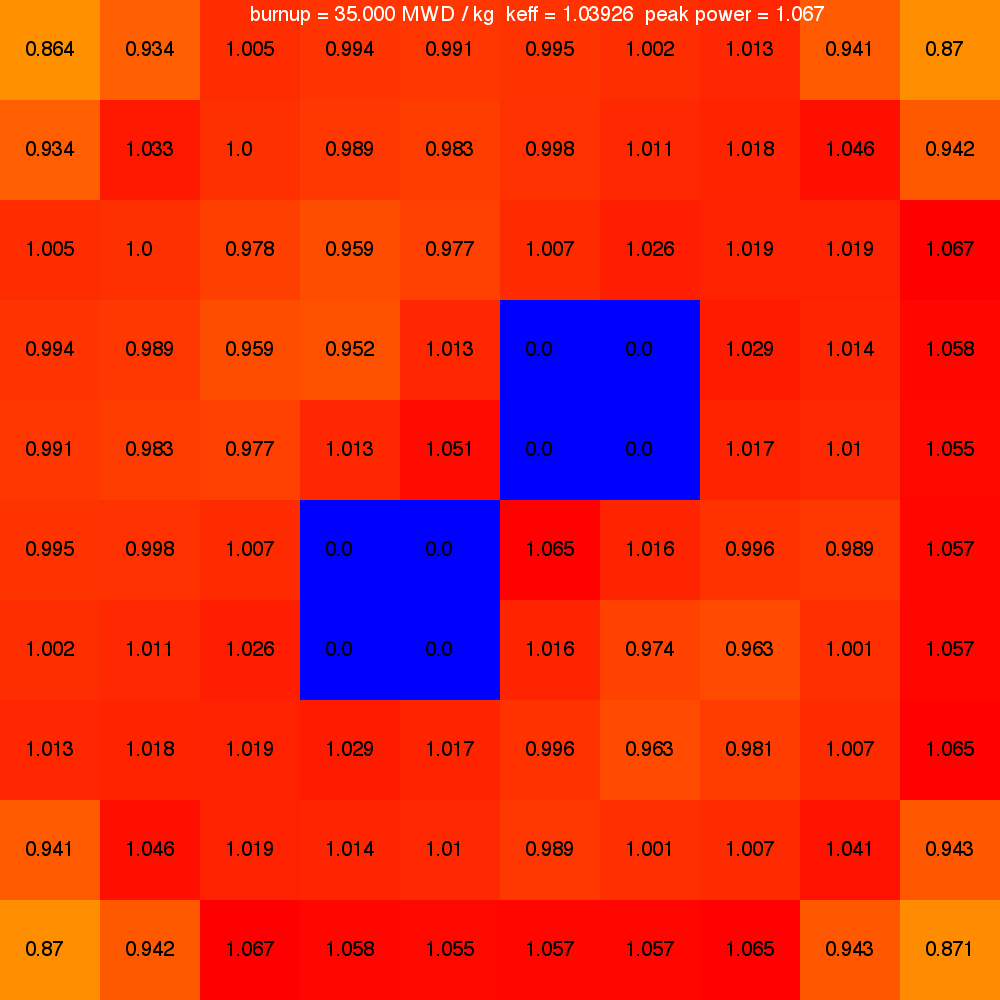 burnup = 35.000 MWD / kg keff = 1.03926 peak power = 1.067
0.864 0.934 1.005 0.994 0.991 0.995 1.002 1.013 0.941 0.87
0.934 1.033 1.0 0.989 0.983 0.998 1.011 1.018 1.046 0.942
1.005 1.0 0.978 0.959 0.977 1.007 1.026 1.019 1.019 1.067
0.994 0.989 0.959 0.952 1.013 0.0 0.0 1.029 1.014 1.058
0.991 0.983 0.977 1.013 1.051 0.0 0.0 1.017 1.01 1.055
0.995 0.998 1.007 0.0 0.0 1.065 1.016 0.996 0.989 1.057
1.002 1.011 1.026 0.0 0.0 1.016 0.974 0.963 1.001 1.057
1.013 1.018 1.019 1.029 1.017 0.996 0.963 0.981 1.007 1.065
0.941 1.046 1.019 1.014 1.01 0.989 1.001 1.007 1.041 0.943
0.87 0.942 1.067 1.058 1.055 1.057 1.057 1.065 0.943 0.871